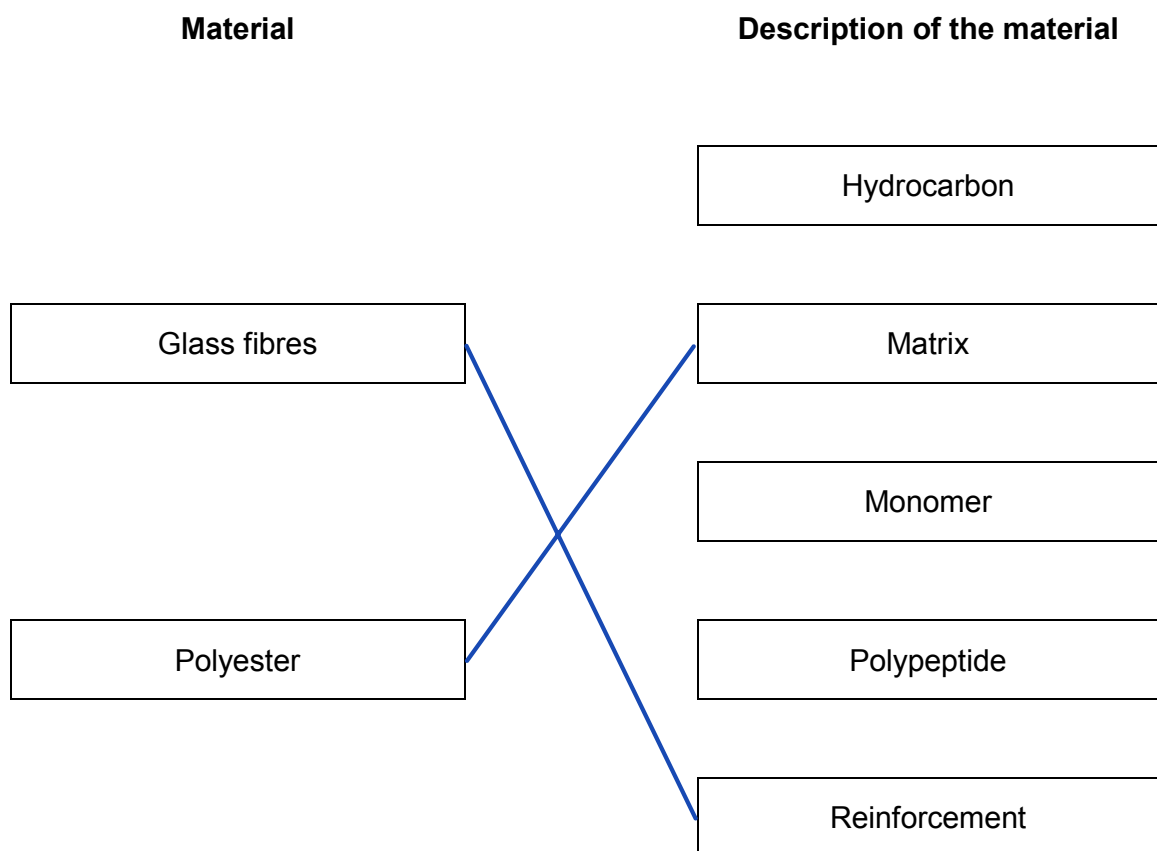 Material
Description of the material
Hydrocarbon
Glass fibres
Matrix
Monomer
Polyester
Polypeptide
Reinforcement